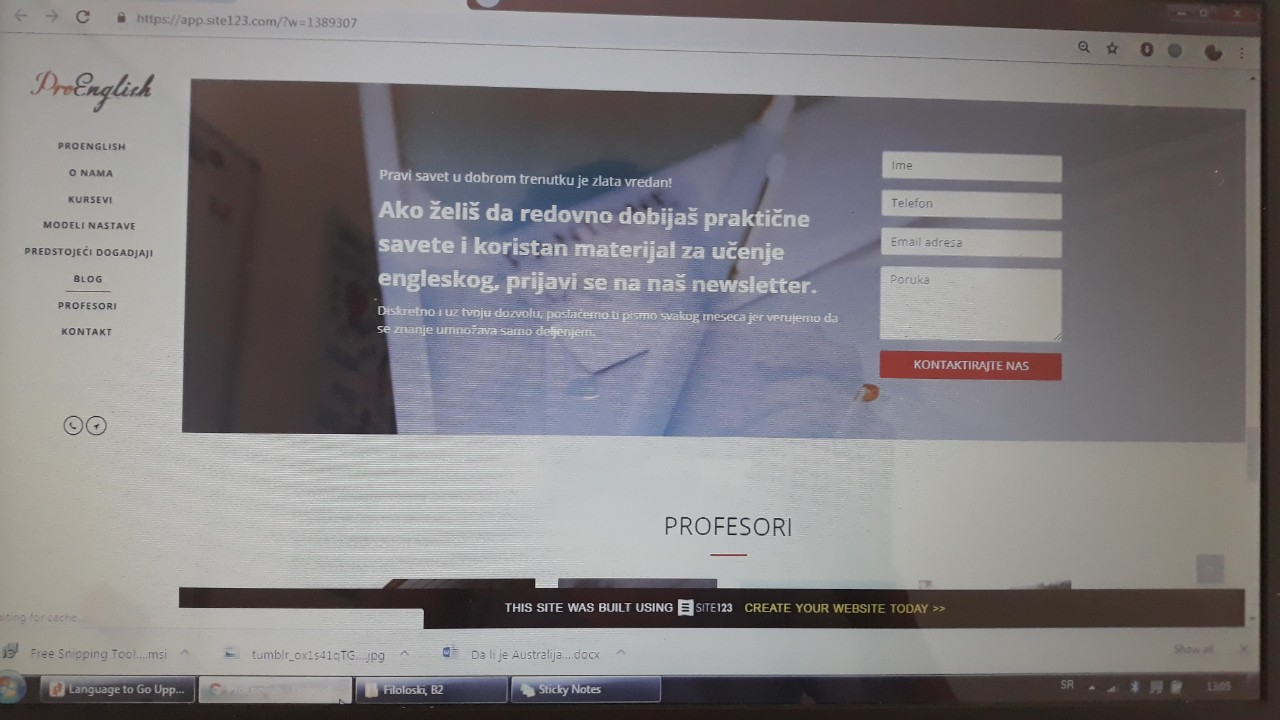 https://app.site123.com/?w=1389307
ProEnglish
PROENGLISH
O NAMA
KURSEVI
MODELI NASTAVE
PREDSTOJEĆI DOGADJAJI
BLOG
PROFESORI
KONTAKT
Pravi savet u dobrom trenutku je zlata vredan!
Ako želiš da redovno dobijaš praktične
savete i koristan materijal za učenje
engleskog, prijavi se na naš newsletter.
Diskretno i uz tvoju dozvolu, poslaćemo ti pismo svakog meseca jer verujemo da
se znanje umnožava samo deljenjem.
Ime
Telefon
Email adresa
Poruka
KONTAKTIRAJTE NAS
PROFESORI
THIS SITE WAS BUILT USING SITE123 CREATE YOUR WEBSITE TODAY >>
iting for cache...
Free Snipping Tool....msi
tumblr_ox1s41qTG....jpg
Da li je Australija....docx
Show all
Language to Go Upp...
Filoloski, B2
Sticky Notes
SR
13:05